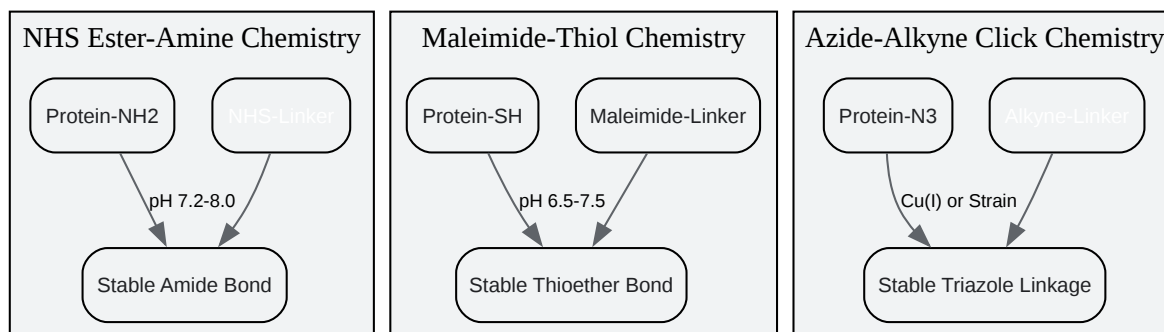 NHS Ester-Amine Chemistry
Protein-NH2
NHS-Linker
pH 7.2-8.0
Stable Amide Bond
Maleimide-Thiol Chemistry
Protein-SH
Maleimide-Linker
pH 6.5-7.5
Stable Thioether Bond
Azide-Alkyne Click Chemistry
Protein-N3
Alkyne-Linker
Cu(I) or Strain
Stable Triazole Linkage